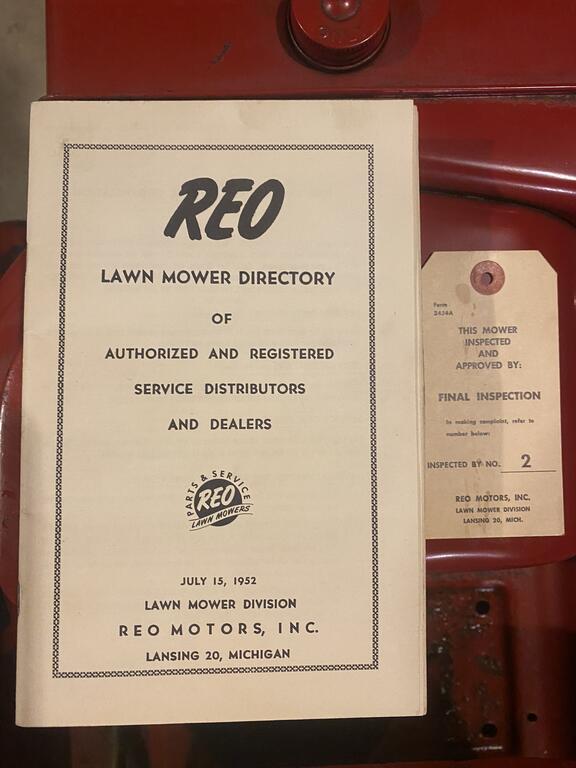 REO
LAWN MOWER DIRECTORY
OF
AUTHORIZED AND REGISTERED
SERVICE DISTRIBUTORS
AND DEALERS
PARTS & SERVICE
REO
LAWN MOWERS
JULY 15, 1952
LAWN MOWER DIVISION
REO MOTORS, INC.
LANSING 20, MICHIGAN
Form
2454A
THIS MOWER
INSPECTED
AND
APPROVED BY:
FINAL INSPECTION
In making complaint, refer to
number below:
INSPECTED BY NO. 2
REO MOTORS, INC.
LAWN MOWER DIVISION
LANSING 20, MICH.